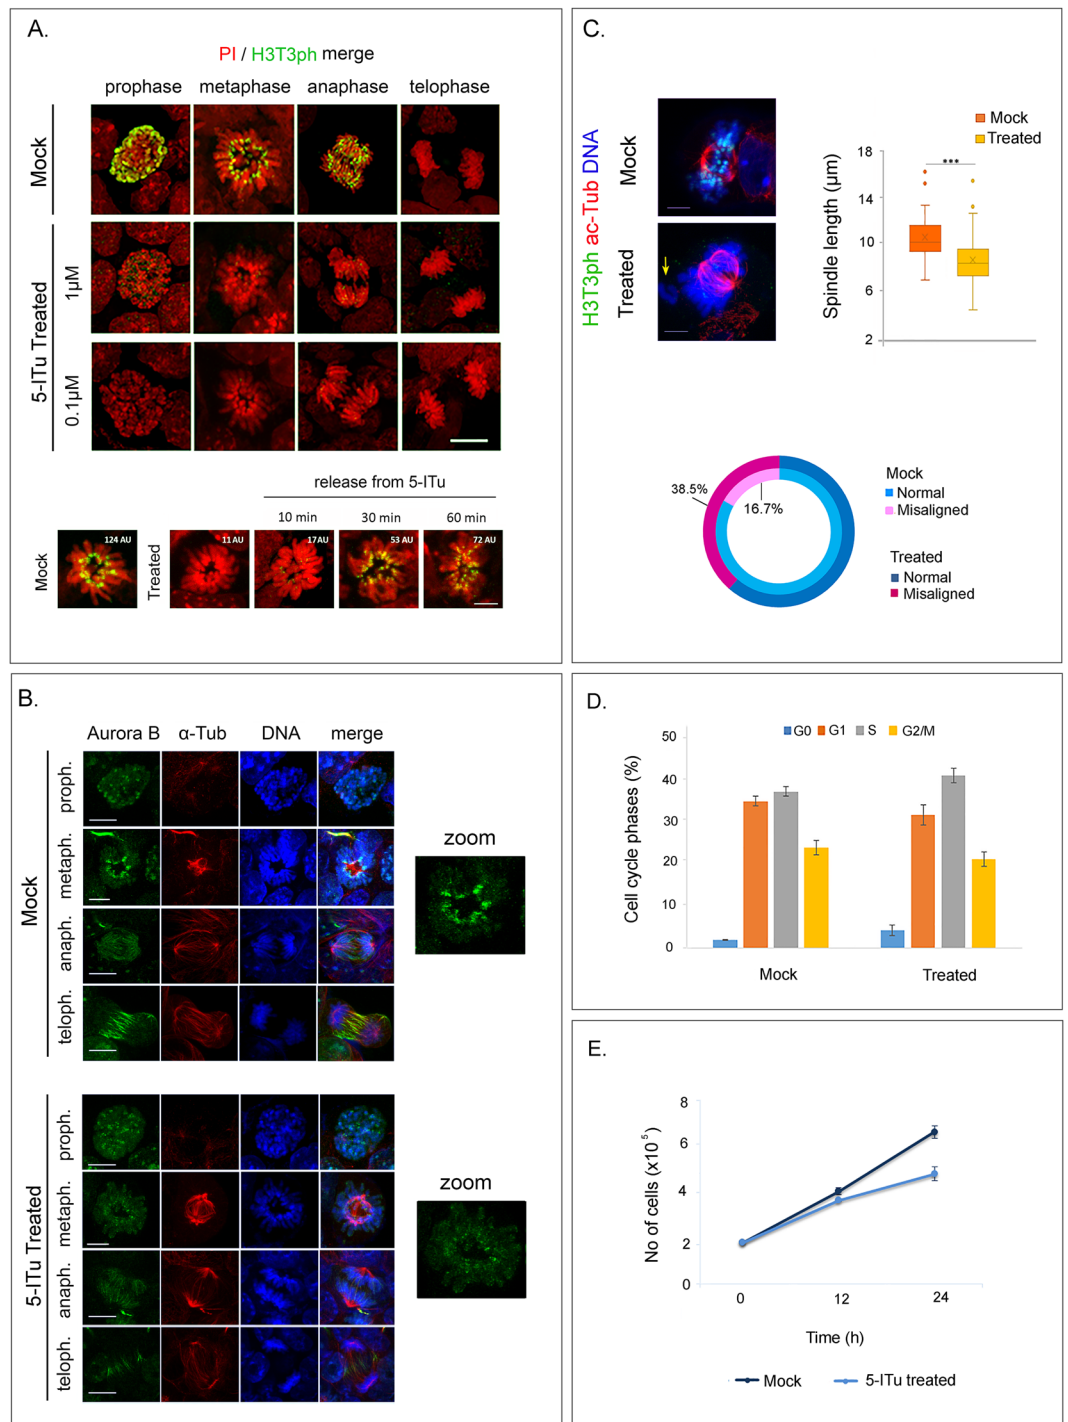 A.
PI / H3T3ph merge
prophase metaphase anaphase telophase
Mock
5-ITu Treated
1µM
0.1µM
release from 5-ITu
10 min 30 min 60 min
Mock
124 AU
Treated
11 AU
17AU
53 AU
72 AU
B.
Aurora B α-Tub DNA merge
Mock
proph.
metaph.
anaph.
teloph.
zoom
5-ITu Treated
proph.
metaph.
anaph.
teloph.
zoom
C.
H3T3ph ac-Tub DNA
Mock
Treated
Mock
Treated
Spindle length (µm)
18
14
10
6
2
***
38.5%
16.7%
Mock
Normal
Misaligned
Treated
Normal
Misaligned
D.
G0 G1 S G2/M
Cell cycle phases (%)
50
40
30
20
10
0
Mock Treated
E.
No of cells (x10⁵)
8
6
4
2
0
0 12 24
Time (h)
Mock 5-ITu treated